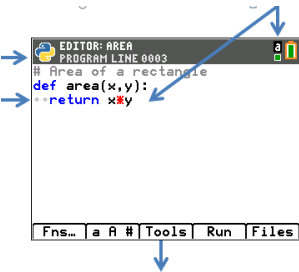 EDITOR: AREA
a
PROGRAM LINE 0003
# Area of a rectangle
def area(x,y):
return x*y
Fns… a A # Tools Run Files